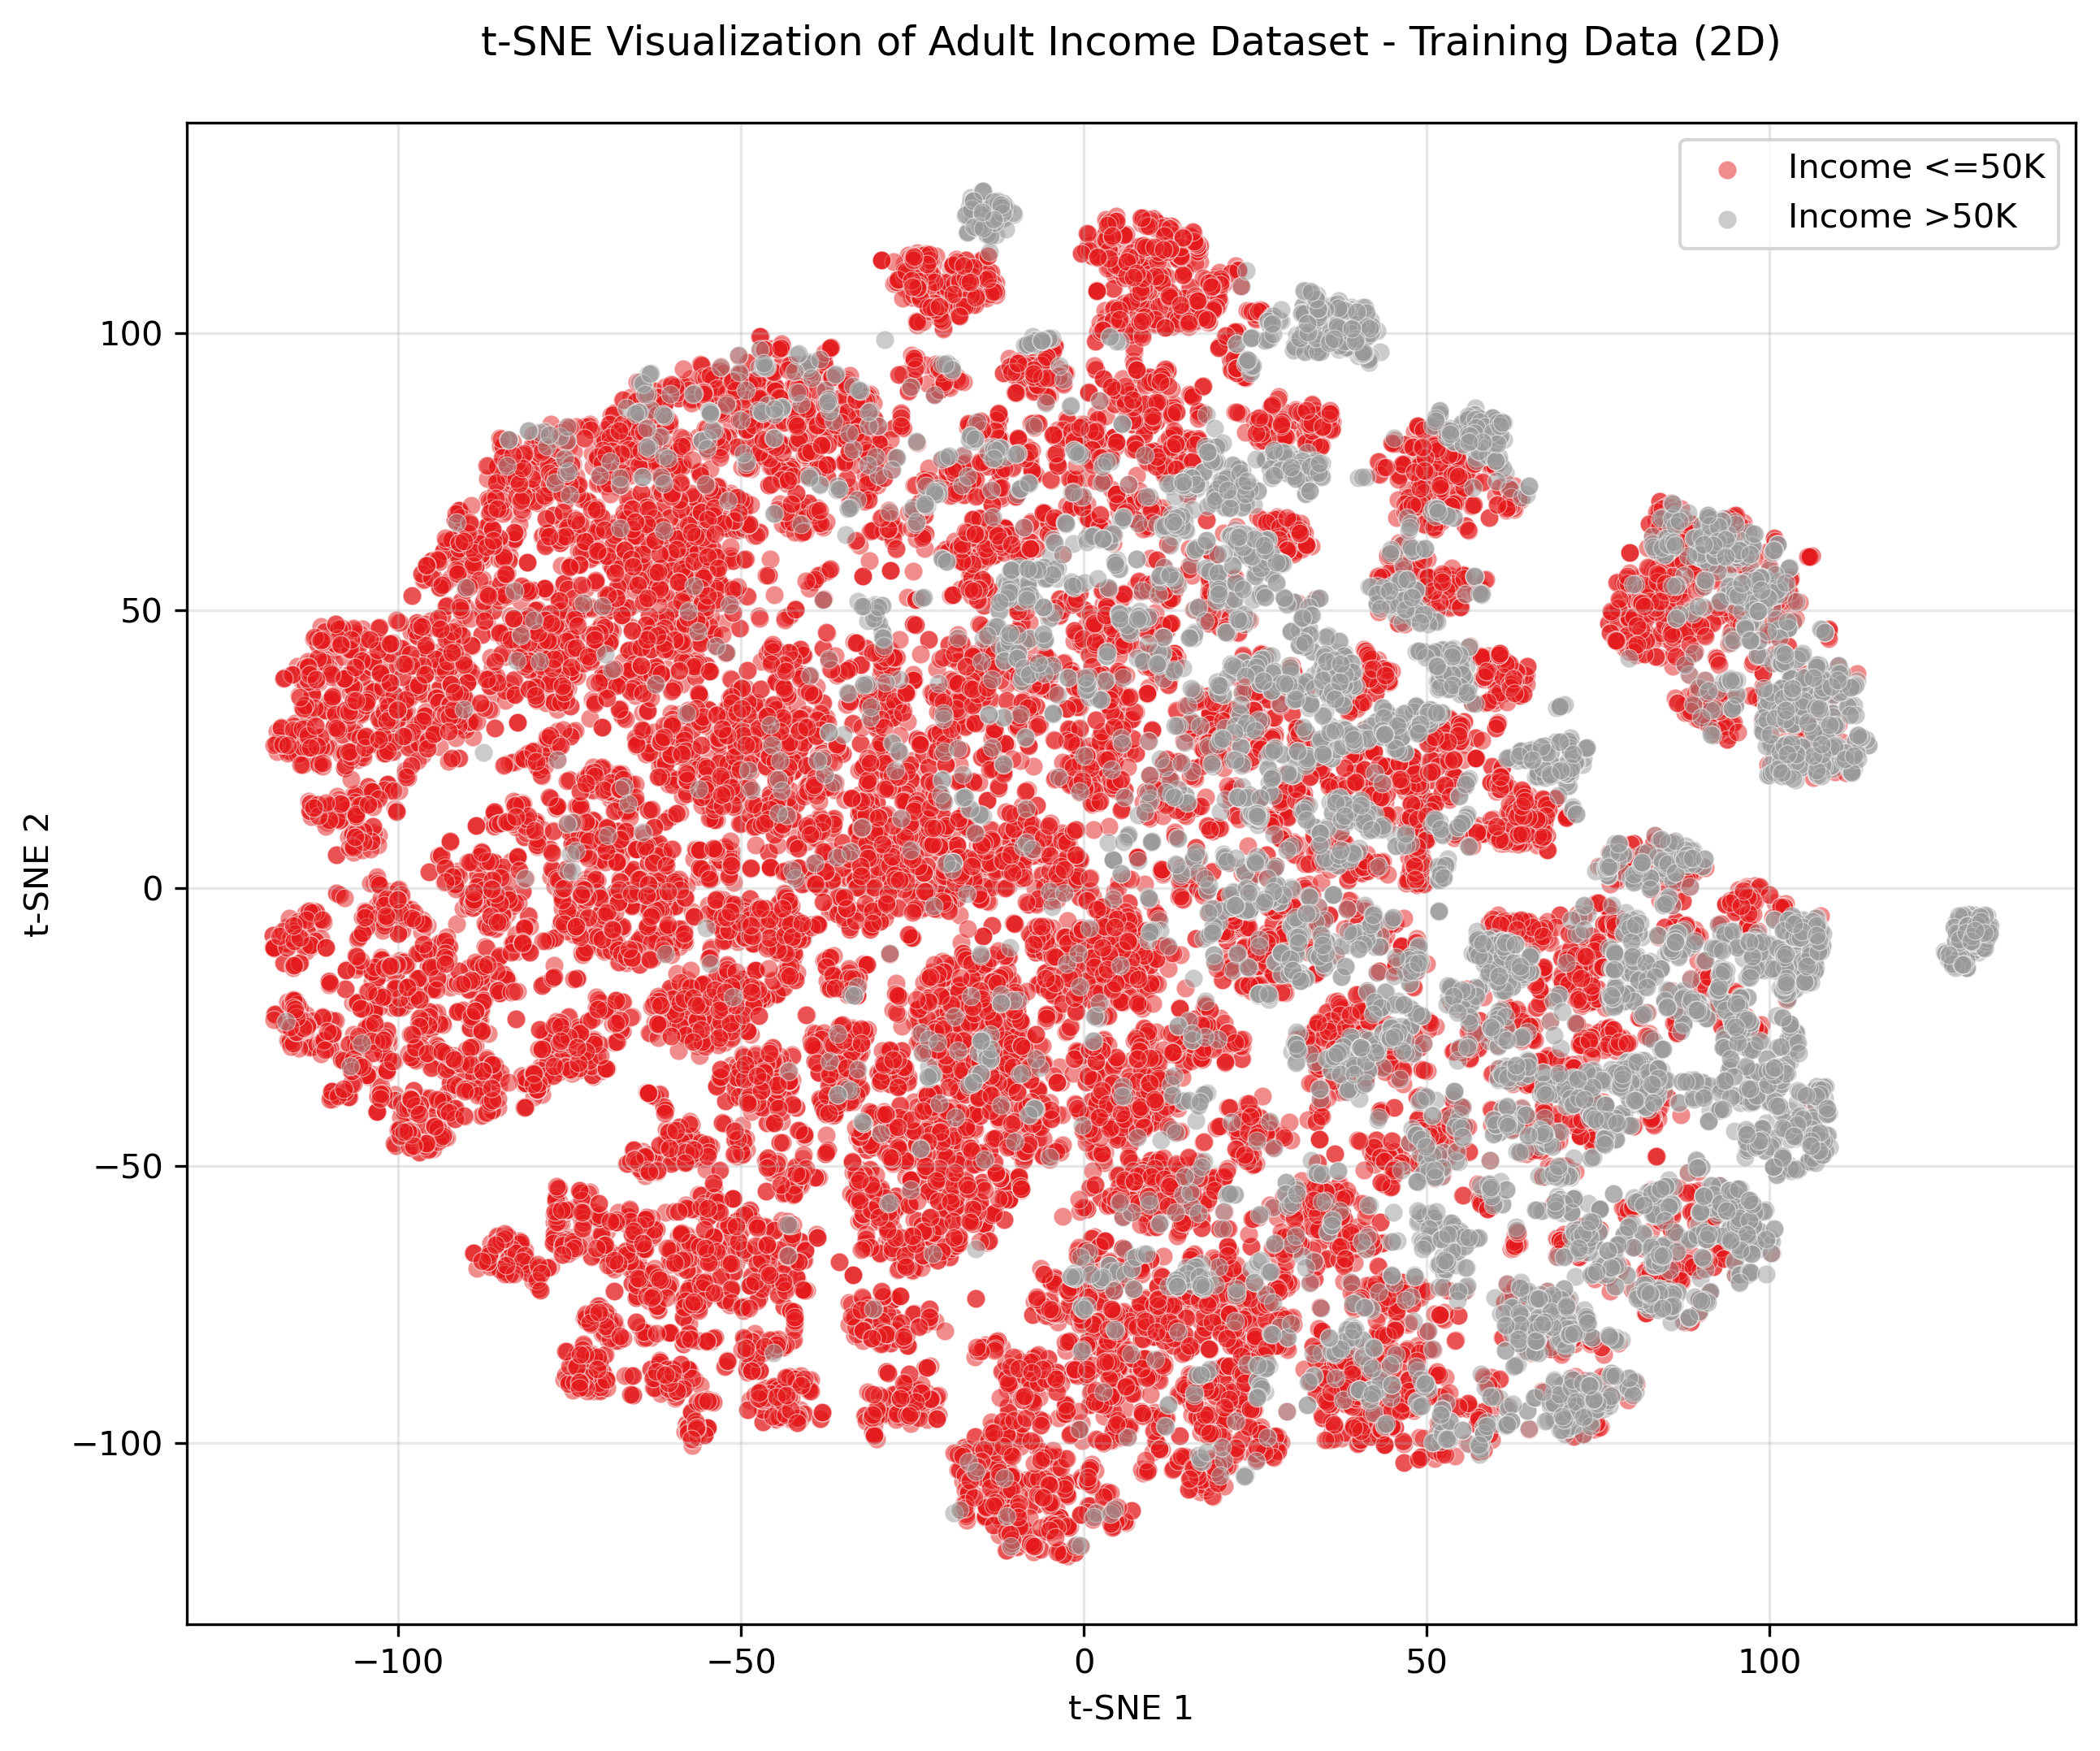 t-SNE Visualization of Adult Income Dataset - Training Data (2D)
Income <=50K
Income >50K
100
50
0
−50
−100
t-SNE 2
−100
−50
0
50
100
t-SNE 1